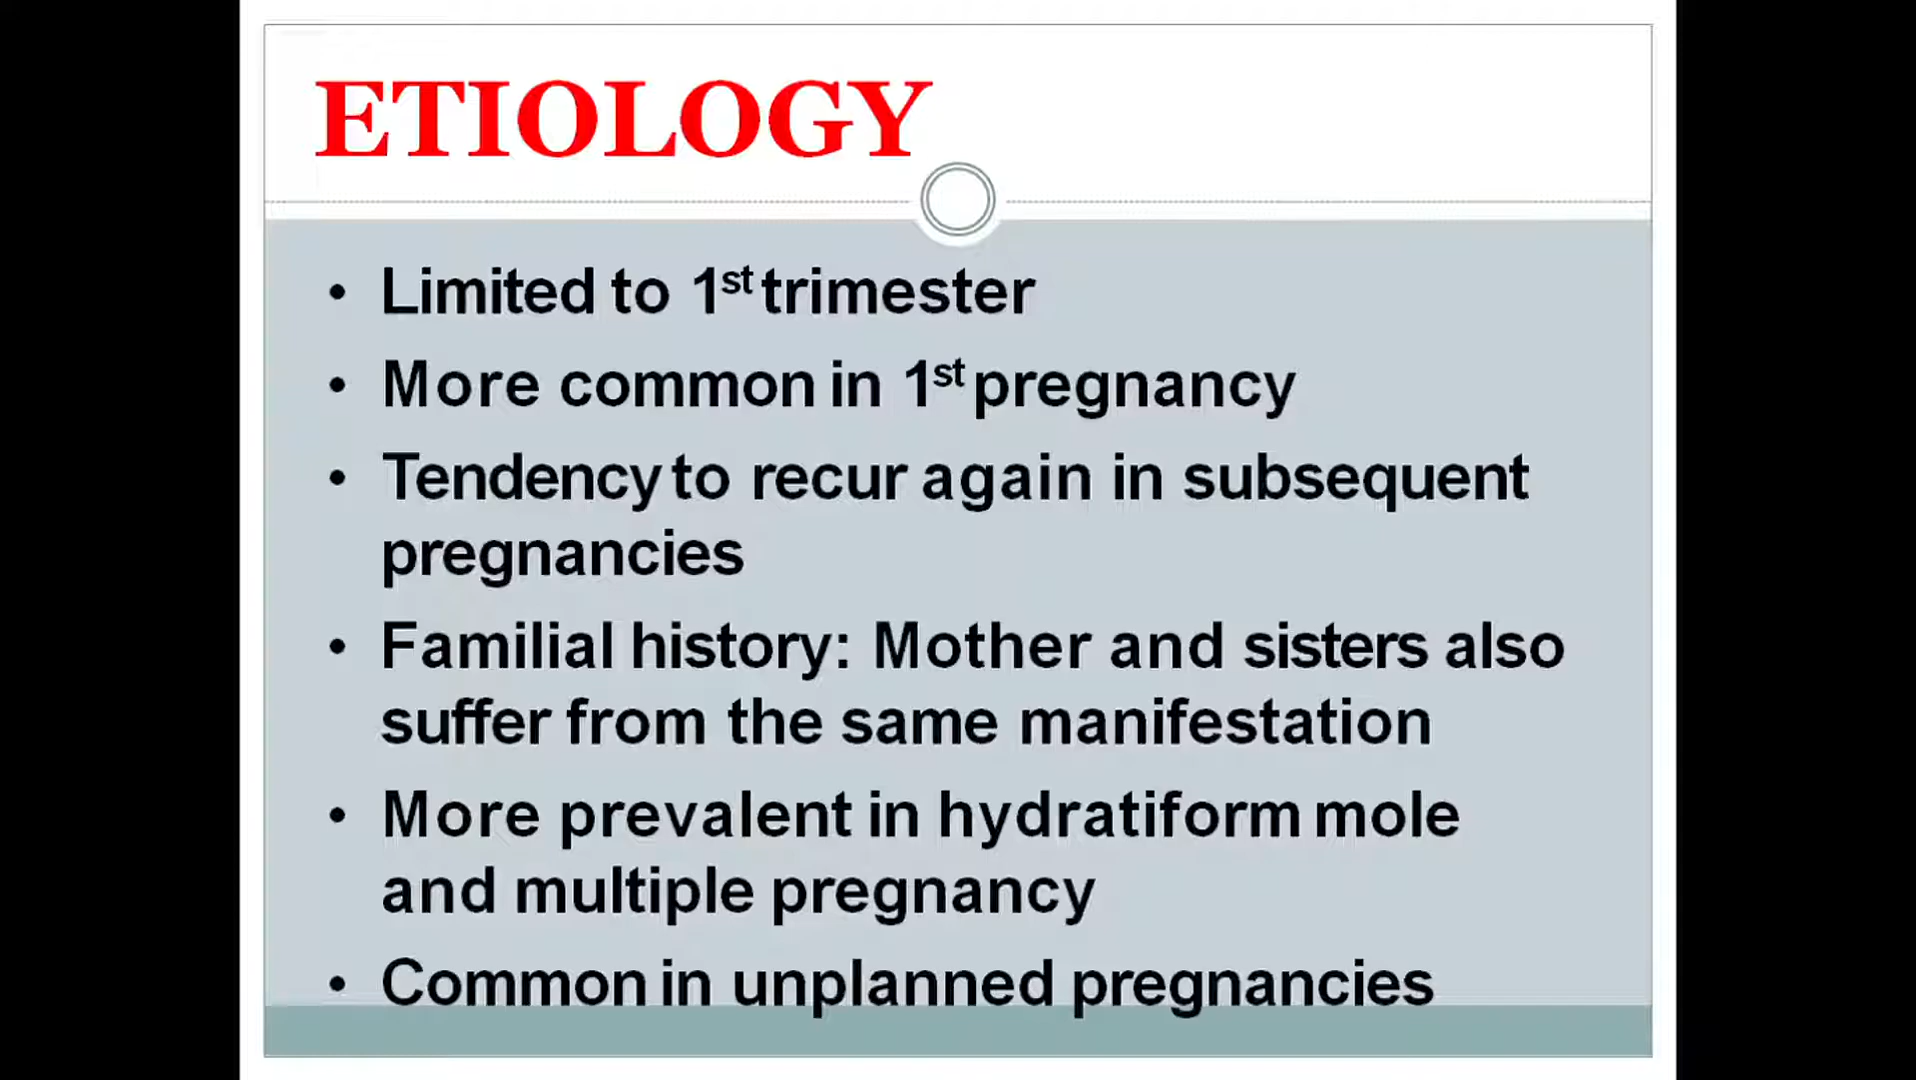 ETIOLOGY
• Limited to 1st trimester
• More common in 1st pregnancy
• Tendency to recur again in subsequent
pregnancies
• Familial history: Mother and sisters also
suffer from the same manifestation
• More prevalent in hydratiform mole
and multiple pregnancy
• Common in unplanned pregnancies